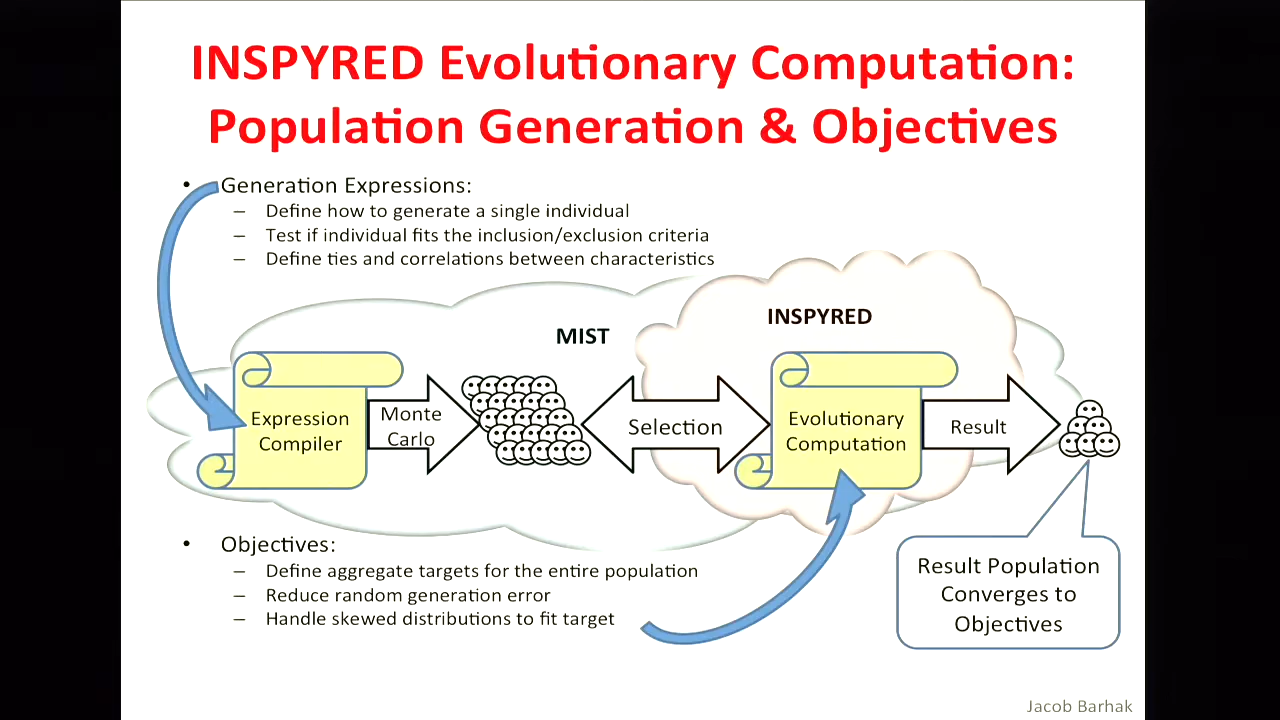 INSPYRED Evolutionary Computation:
Population Generation & Objectives
• Generation Expressions:
– Define how to generate a single individual
– Test if individual fits the inclusion/exclusion criteria
– Define ties and correlations between characteristics
MIST
INSPYRED
Expression
Compiler
Monte
Carlo
Selection
Evolutionary
Computation
Result
• Objectives:
– Define aggregate targets for the entire population
– Reduce random generation error
– Handle skewed distributions to fit target
Result Population
Converges to
Objectives
Jacob Barhak